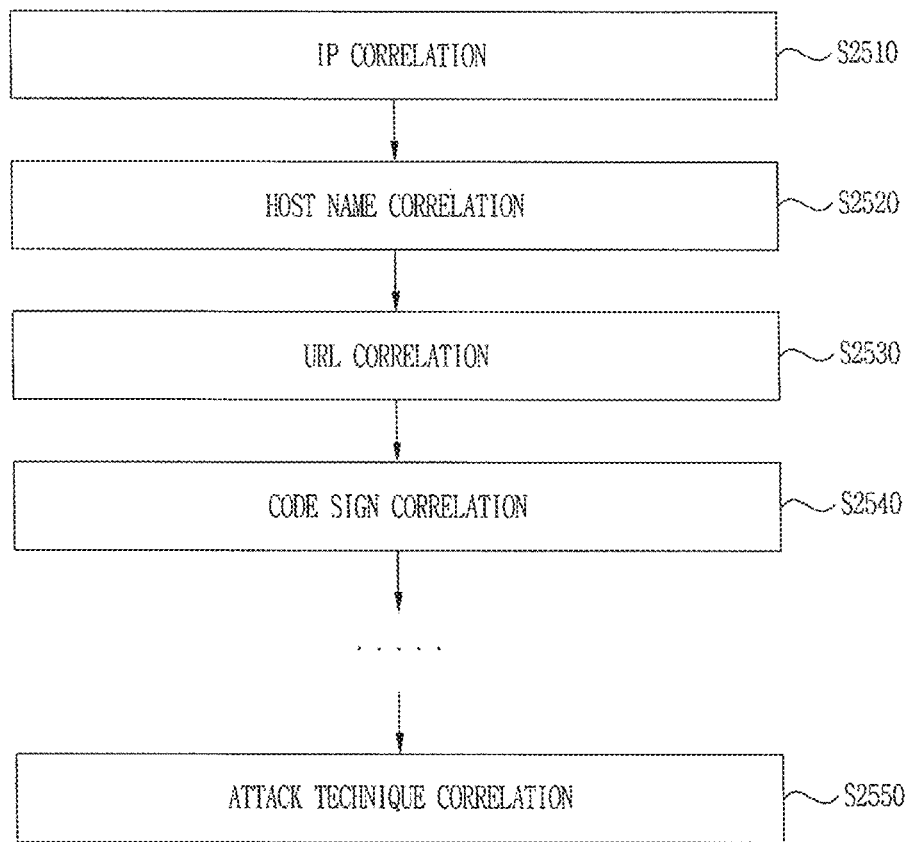 IP CORRELATION S2510
HOST NAME CORRELATION S2520
URL CORRELATION S2530
CODE SIGN CORRELATION S2540
. . . . .
ATTACK TECHNIQUE CORRELATION S2550